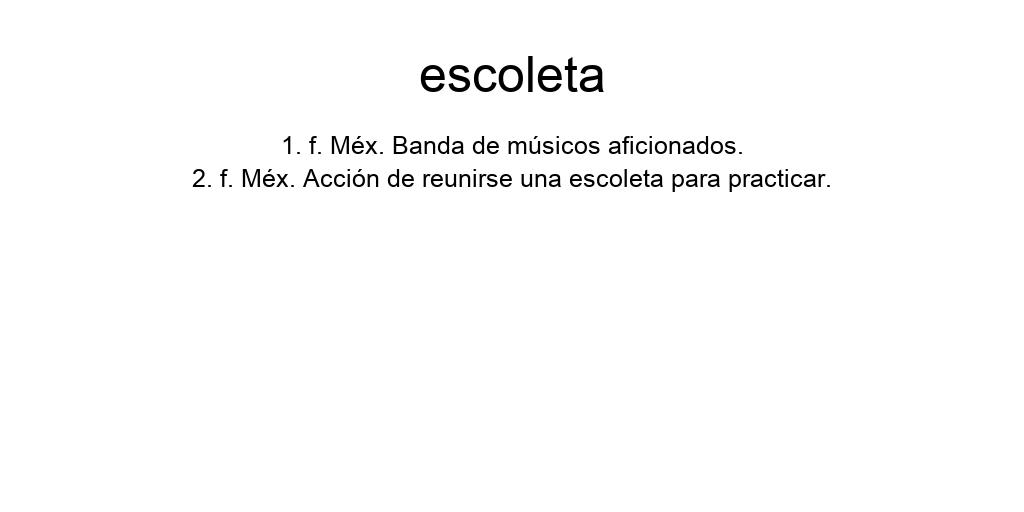 escoleta
1. f. Méx. Banda de músicos aficionados.
2. f. Méx. Acción de reunirse una escoleta para practicar.